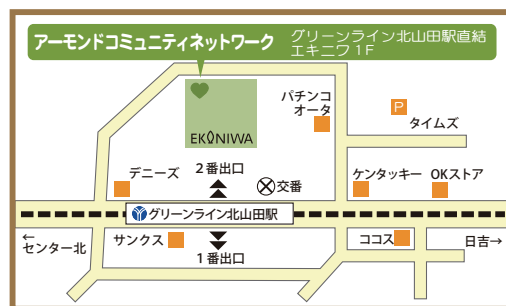 アーモンドコミュニティネットワーク
グリーンライン北山田駅直結
エキニワ1F
パチンコ
オータ
P
タイムズ
EKINIWA
デニーズ
2番出口
交番
ケンタッキー
OKストア
グリーンライン北山田駅
←
センター北
サンクス
1番出口
ココス
日吉→